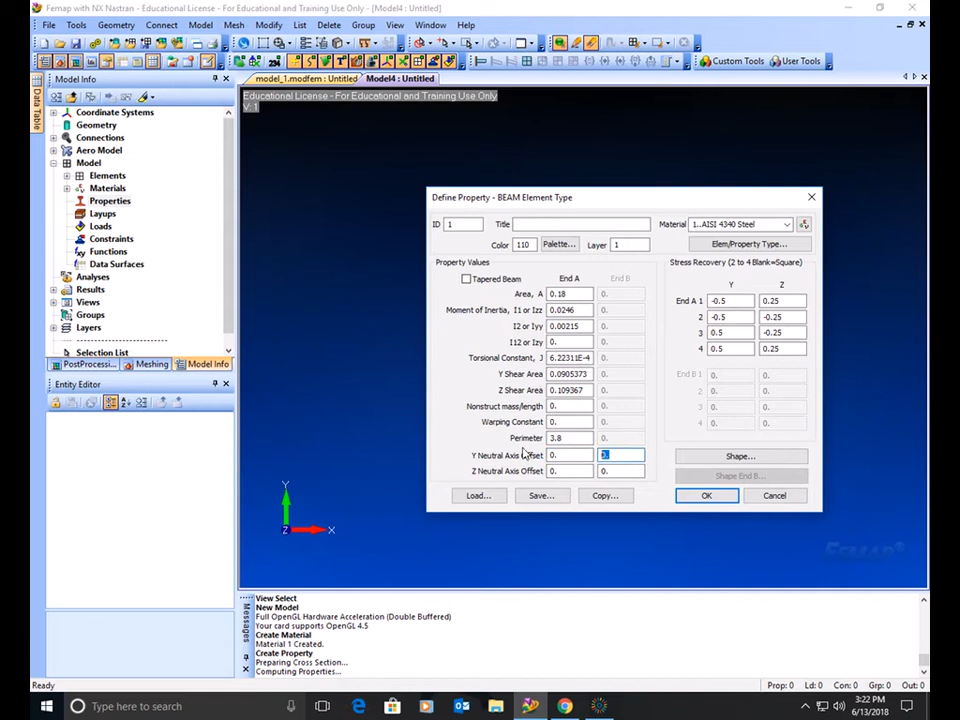 Femap with NX Nastran - Educational License - For Educational and Training Use Only - [Model4 : Untitled]
File Tools Geometry Connect Model Mesh Modify List Delete Group View Window Help
234
Custom Tools User Tools
Model Info
model_1.modfem : Untitled Model4 : Untitled
Data Table
Educational License - For Educational and Training Use Only
V: 1
Coordinate Systems
Geometry
Connections
Aero Model
Model
Elements
Materials
Properties
Layups
Loads
Constraints
Functions
Data Surfaces
Analyses
Results
Views
Groups
Layers
Selection List
PostProcessi... Meshing Model Info
Entity Editor
Define Property - BEAM Element Type
ID 1 Title Material 1..AISI 4340 Steel
Color 110 Palette... Layer 1 Elem/Property Type...
Property Values
Tapered Beam End A End B
Area, A 0.18 0.
Moment of Inertia, I1 or Izz 0.0246 0.
I2 or Iyy 0.00215 0.
I12 or Izy 0. 0.
Torsional Constant, J 6.22311E-4 0.
Y Shear Area 0.0905373 0.
Z Shear Area 0.109367 0.
Nonstruct mass/length 0. 0.
Warping Constant 0. 0.
Perimeter 3.8 0.
Y Neutral Axis Offset 0. 0.
Z Neutral Axis Offset 0. 0.
Stress Recovery (2 to 4 Blank=Square)
Y Z
End A 1 -0.5 0.25
2 -0.5 -0.25
3 0.5 -0.25
4 0.5 0.25
End B 1 0. 0.
2 0. 0.
3 0. 0.
4 0. 0.
Shape...
Shape End B...
Load... Save... Copy... OK Cancel
Y
Z X
FEMAP®
Messages
View Select
New Model
Full OpenGL Hardware Acceleration (Double Buffered)
Your card supports OpenGL 4.5
Create Material
Material 1 Created.
Create Property
Preparing Cross Section...
Computing Properties...
Ready Prop: 0 Ld: 0 Con: 0 Grp: 0 Out: 0
Type here to search
3:22 PM
6/13/2018